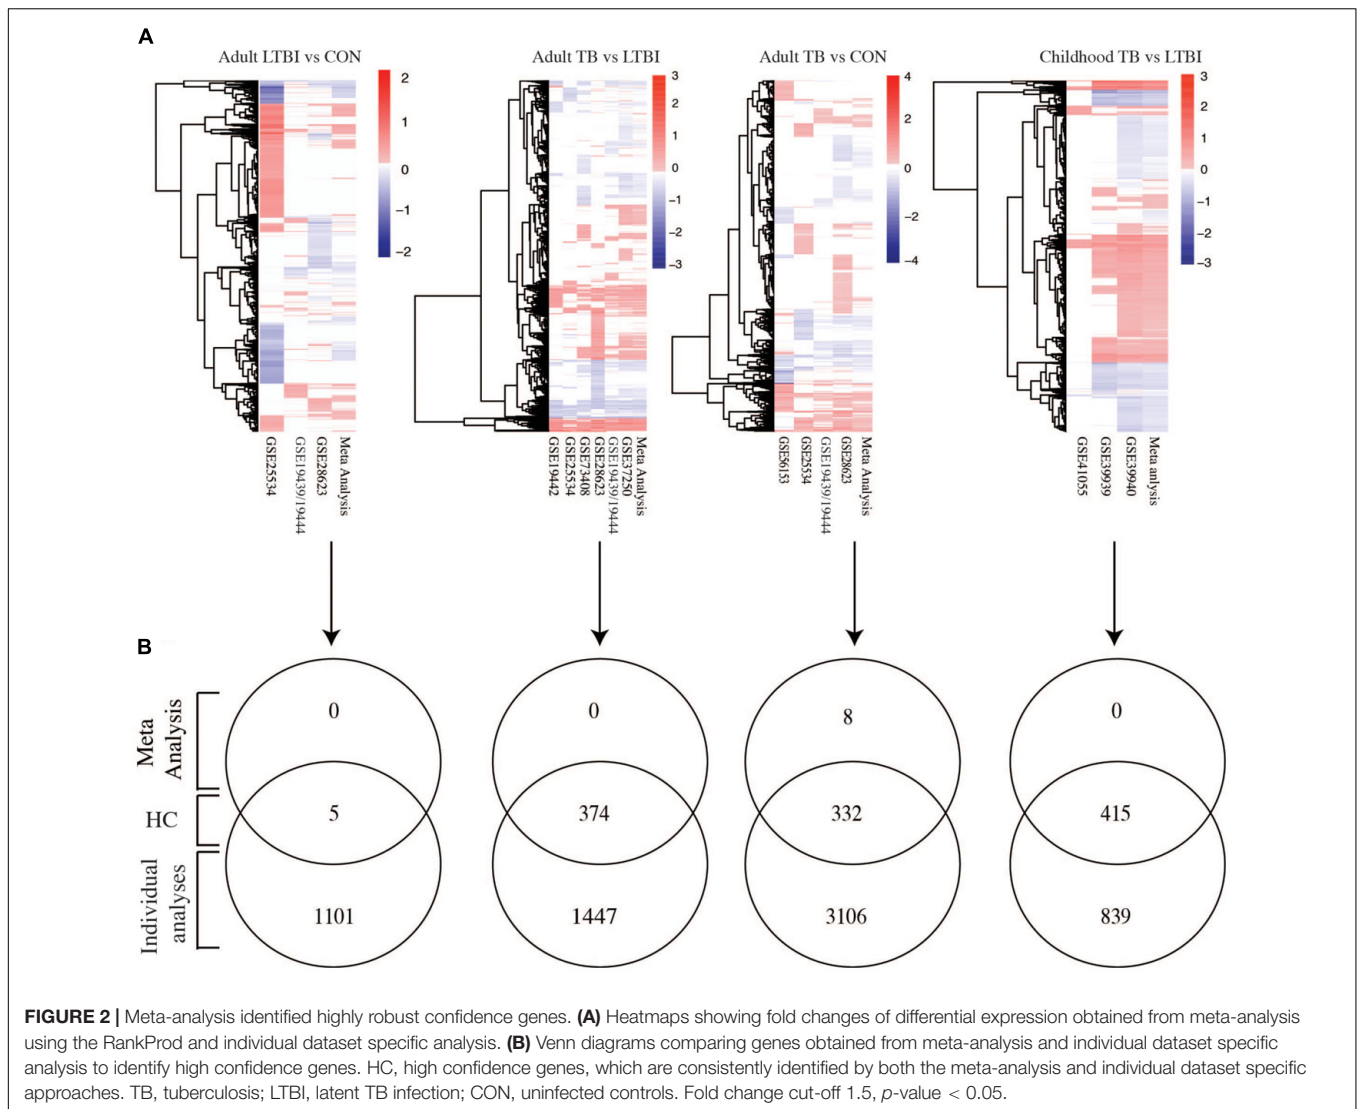 A
Adult LTBI vs CON
Adult TB vs LTBI
Adult TB vs CON
Childhood TB vs LTBI
2
1
0
−1
−2
3
2
1
0
−1
−2
−3
4
2
0
−2
−4
3
2
1
0
−1
−2
−3
GSE25534
GSE19439/19444
GSE28623
Meta Analysis
GSE19442
GSE25534
GSE73408
GSE28623
GSE19439/19444
GSE37250
Meta Analysis
GSE56153
GSE25534
GSE19439/19444
GSE28623
Meta Analysis
GSE41055
GSE39939
GSE39940
Meta anlysis
B
Meta
Analysis
HC
Individual
analyses
0
5
1101
0
374
1447
8
332
3106
0
415
839
FIGURE 2 | Meta-analysis identified highly robust confidence genes. (A) Heatmaps showing fold changes of differential expression obtained from meta-analysis
using the RankProd and individual dataset specific analysis. (B) Venn diagrams comparing genes obtained from meta-analysis and individual dataset specific
analysis to identify high confidence genes. HC, high confidence genes, which are consistently identified by both the meta-analysis and individual dataset specific
approaches. TB, tuberculosis; LTBI, latent TB infection; CON, uninfected controls. Fold change cut-off 1.5, p-value < 0.05.